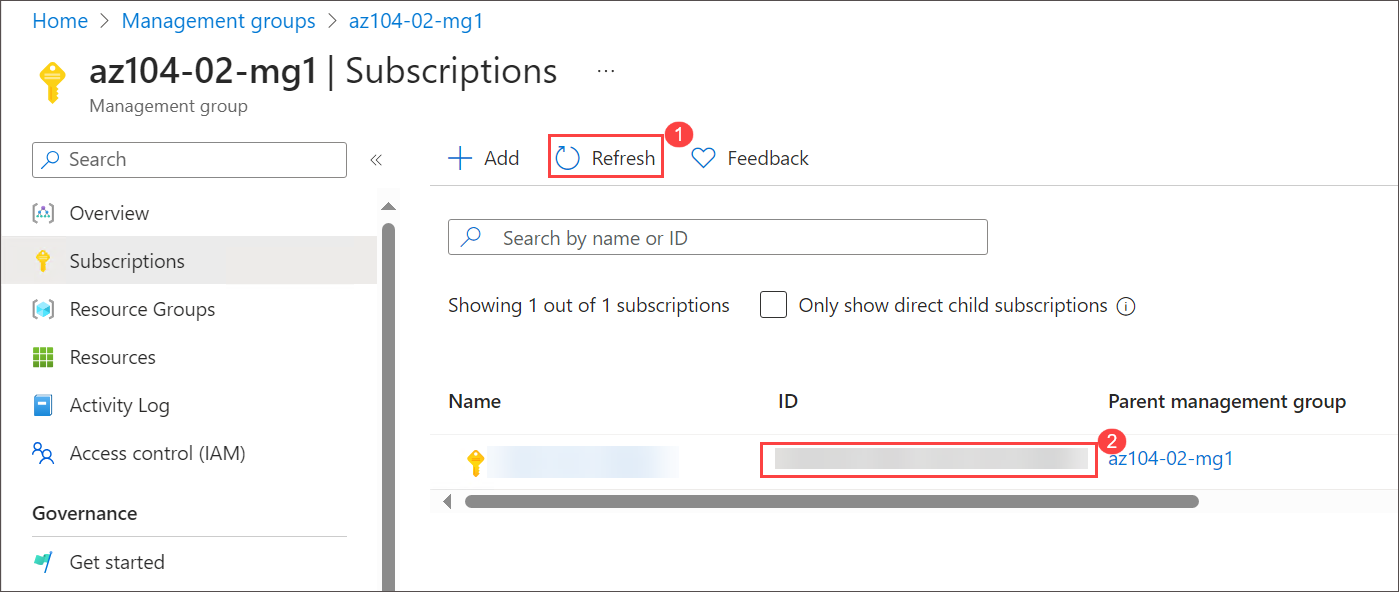 Home > Management groups > az104-02-mg1
az104-02-mg1 | Subscriptions ...
Management group
Search «
Overview
Subscriptions
Resource Groups
Resources
Activity Log
Access control (IAM)
Governance
Get started
+ Add Refresh 1 Feedback
Search by name or ID
Showing 1 out of 1 subscriptions Only show direct child subscriptions
Name ID Parent management group
2 az104-02-mg1